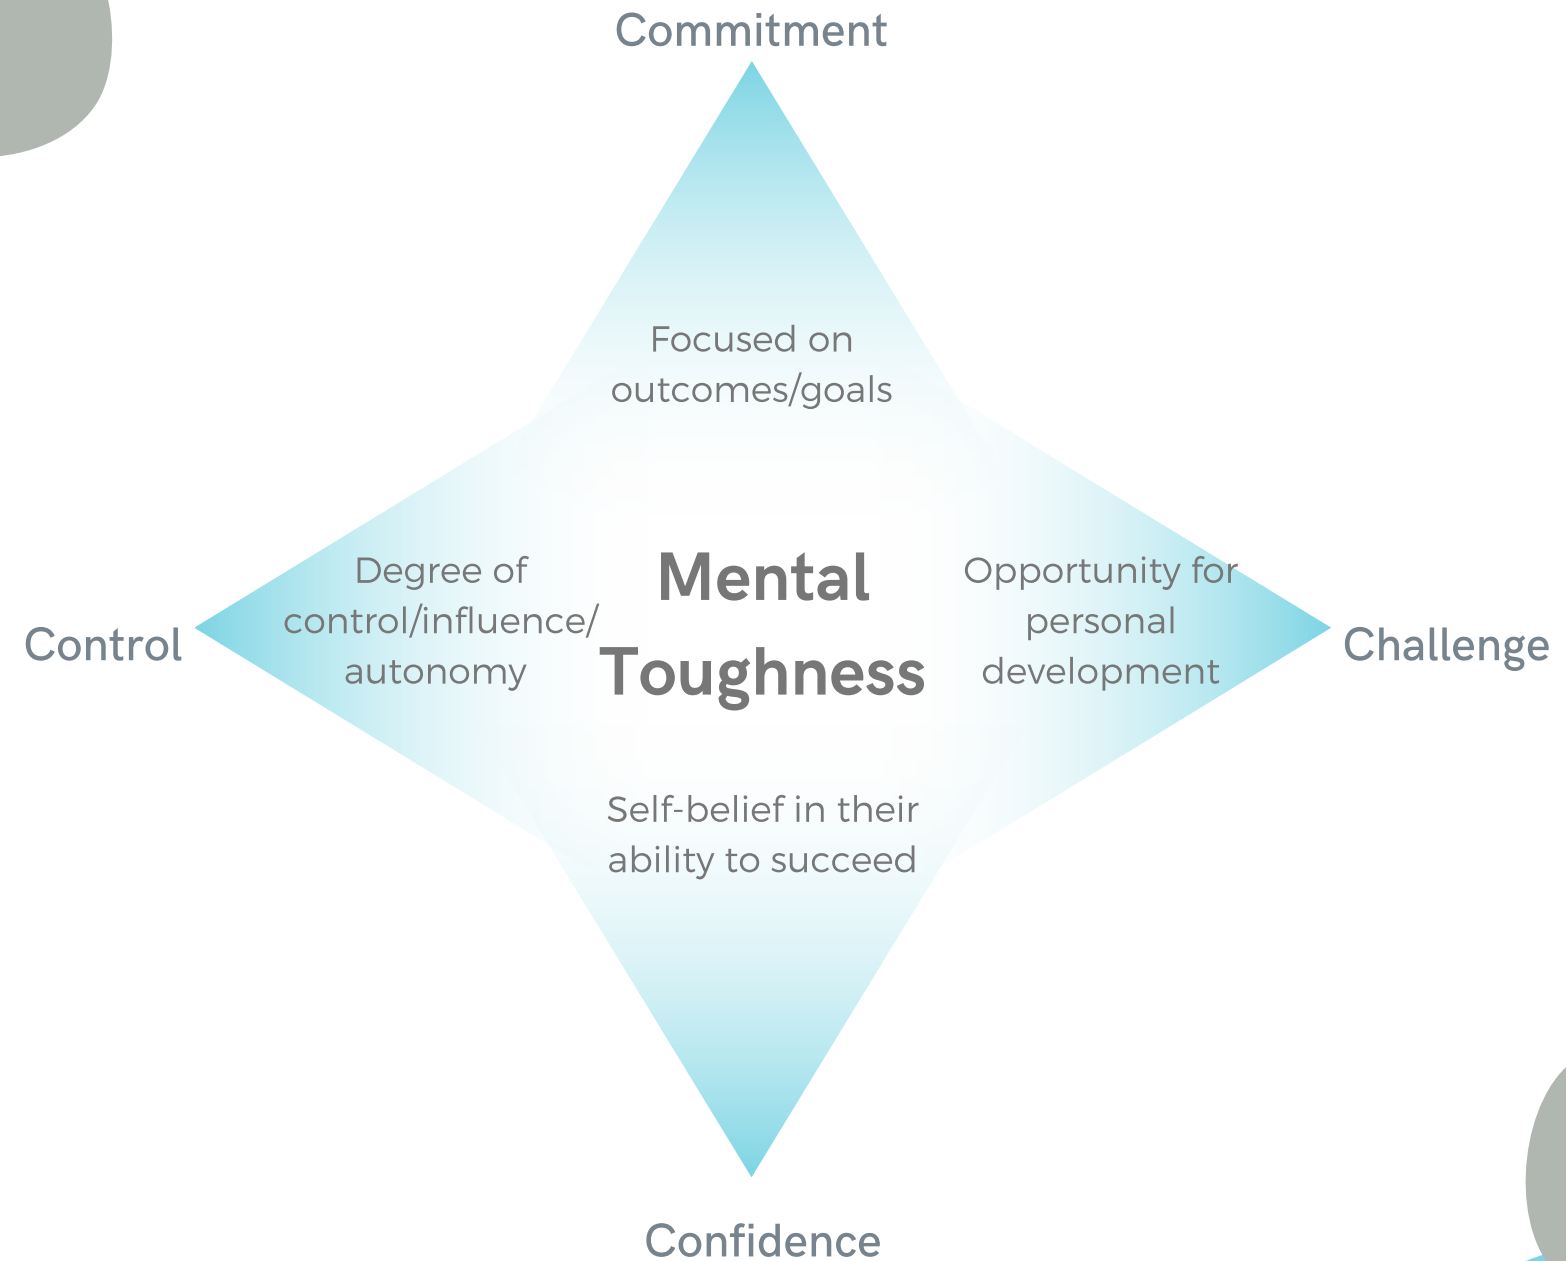 Commitment
Focused on
outcomes/goals
Control
Degree of
control/influence/
autonomy
Mental
Toughness
Opportunity for
personal
development
Challenge
Self-belief in their
ability to succeed
Confidence